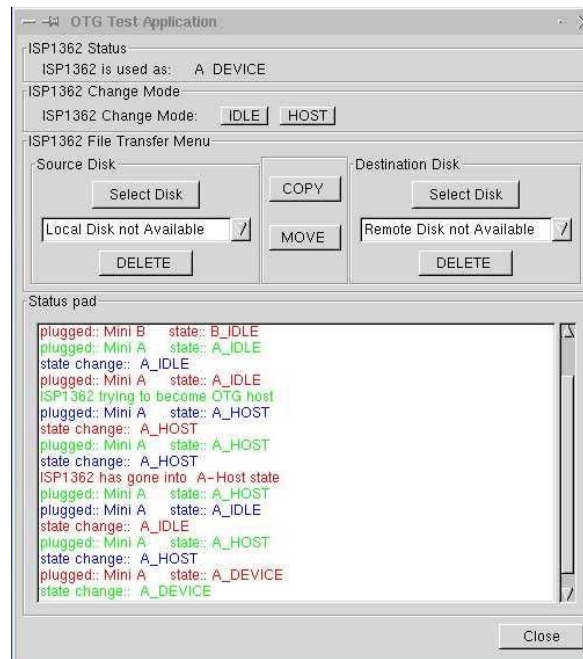 OTG Test Application
ISP1362 Status
ISP1362 is used as: A DEVICE
ISP1362 Change Mode
ISP1362 Change Mode: IDLE HOST
ISP1362 File Transfer Menu
Source Disk
Select Disk
Local Disk not Available
DELETE
COPY
MOVE
Destination Disk
Select Disk
Remote Disk not Available
DELETE
Status pad
plugged:: Mini B state:: B_IDLE
plugged:: Mini A state:: A_IDLE
state change:: A_IDLE
plugged:: Mini A state:: A_IDLE
ISP1362 trying to become OTG host
plugged:: Mini A state:: A_HOST
state change:: A_HOST
plugged:: Mini A state:: A_HOST
state change:: A_HOST
ISP1362 has gone into A-Host state
plugged:: Mini A state:: A_HOST
plugged:: Mini A state:: A_IDLE
state change:: A_IDLE
plugged:: Mini A state:: A_HOST
state change:: A_HOST
plugged:: Mini A state:: A_DEVICE
state change:: A_DEVICE
Close